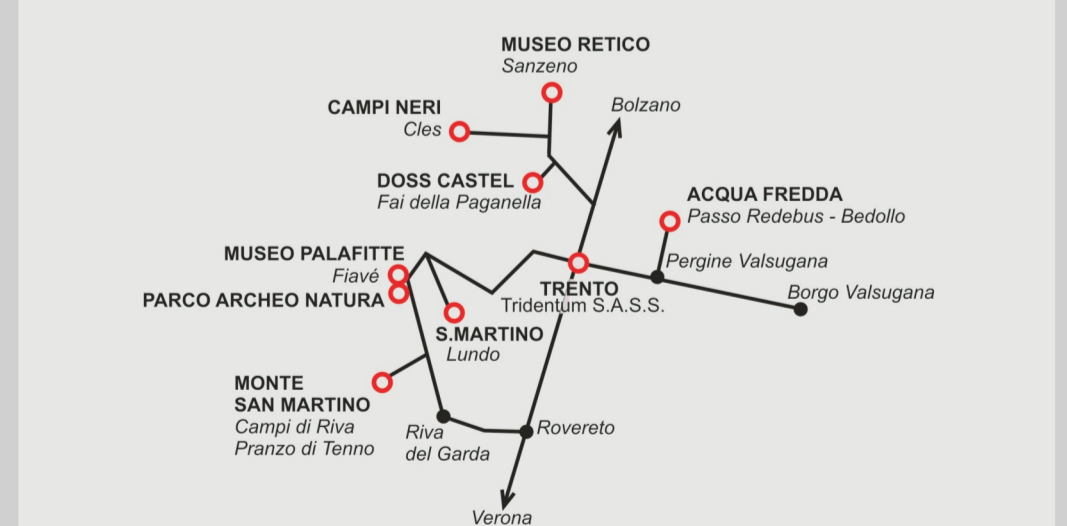 MUSEO RETICO
Sanzeno
Bolzano
CAMPI NERI
Cles
DOSS CASTEL
Fai della Paganella
ACQUA FREDDA
Passo Redebus - Bedollo
MUSEO PALAFITTE
Fiavé
PARCO ARCHEO NATURA
Pergine Valsugana
Borgo Valsugana
TRENTO
Tridentum S.A.S.S.
S.MARTINO
Lundo
MONTE
SAN MARTINO
Campi di Riva
Pranzo di Tenno
Riva
del Garda
Rovereto
Verona